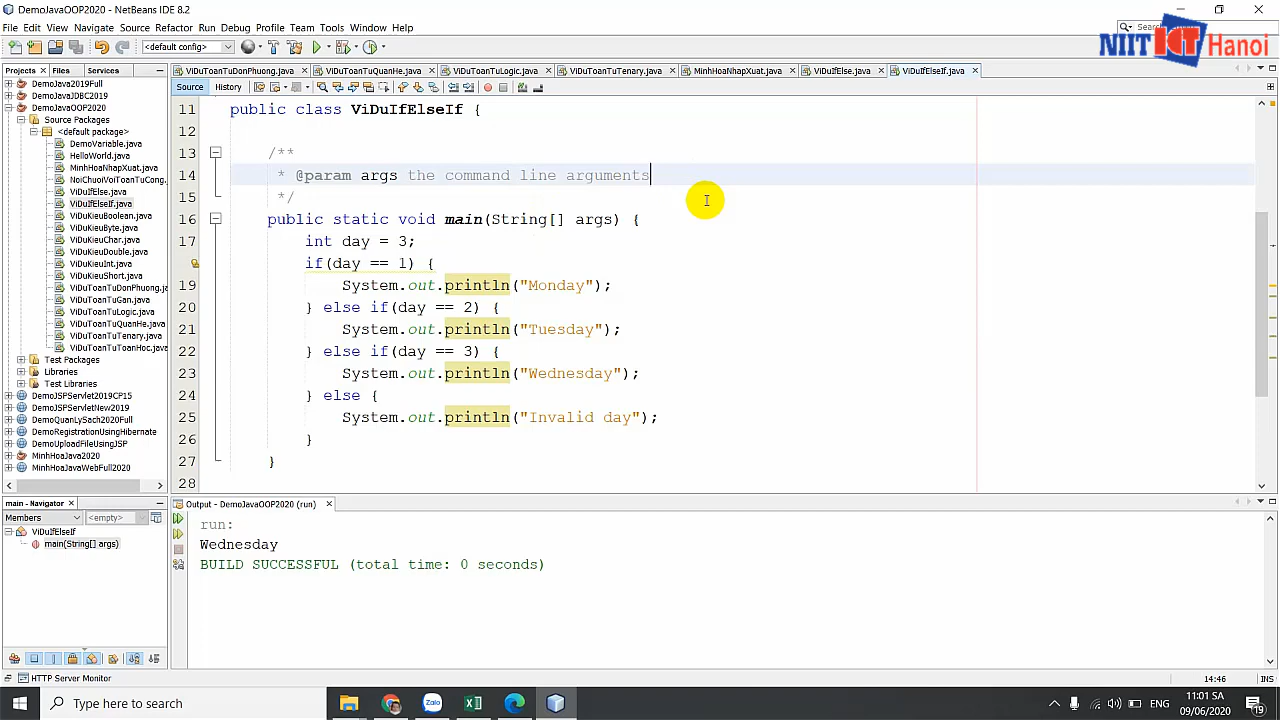 DemoJavaOOP2020 - NetBeans IDE 8.2
File Edit View Navigate Source Refactor Run Debug Profile Team Tools Window Help
<default config>
NIIT ICT Hanoi
Projects Files Services
ViDuToanTuDonPhuong.java ViDuToanTuQuanHe.java ViDuToanTuLogic.java ViDuToanTuTenary.java MinhHoaNhapXuat.java ViDuIfElse.java ViDuIfElseIf.java
Source History
DemoJava2019Full
DemoJavaJDBC2019
DemoJavaOOP2020
Source Packages
<default package>
DemoVariable.java
HelloWorld.java
MinhHoaNhapXuat.java
NoiChuoiVoiToanTuCong.
ViDuIfElse.java
ViDuIfElseIf.java
ViDuKieuBoolean.java
ViDuKieuByte.java
ViDuKieuChar.java
ViDuKieuDouble.java
ViDuKieuInt.java
ViDuKieuShort.java
ViDuToanTuDonPhuong.
ViDuToanTuGan.java
ViDuToanTuLogic.java
ViDuToanTuQuanHe.java
ViDuToanTuTenary.java
ViDuToanTuToanHoc.java
Test Packages
Libraries
Test Libraries
DemoJSPServlet2019CP15
DemoJSPServletNew2019
DemoQuanLySach2020Full
DemoRegistrationUsingHibernate
DemoUploadFileUsingJSP
MinhHoaJava2020
MinhHoaJavaWebFull2020
11 public class ViDuIfElseIf {
12
13 /**
14 * @param args the command line arguments
15 */
16 public static void main(String[] args) {
17 int day = 3;
if(day == 1) {
19 System.out.println("Monday");
20 } else if(day == 2) {
21 System.out.println("Tuesday");
22 } else if(day == 3) {
23 System.out.println("Wednesday");
24 } else {
25 System.out.println("Invalid day");
26 }
27 }
28
main - Navigator
Members <empty>
ViDuIfElseIf
main(String[] args)
Output - DemoJavaOOP2020 (run)
run:
Wednesday
BUILD SUCCESSFUL (total time: 0 seconds)
HTTP Server Monitor
14:46 INS
Type here to search
Zalo
11:01 SA
09/06/2020
19